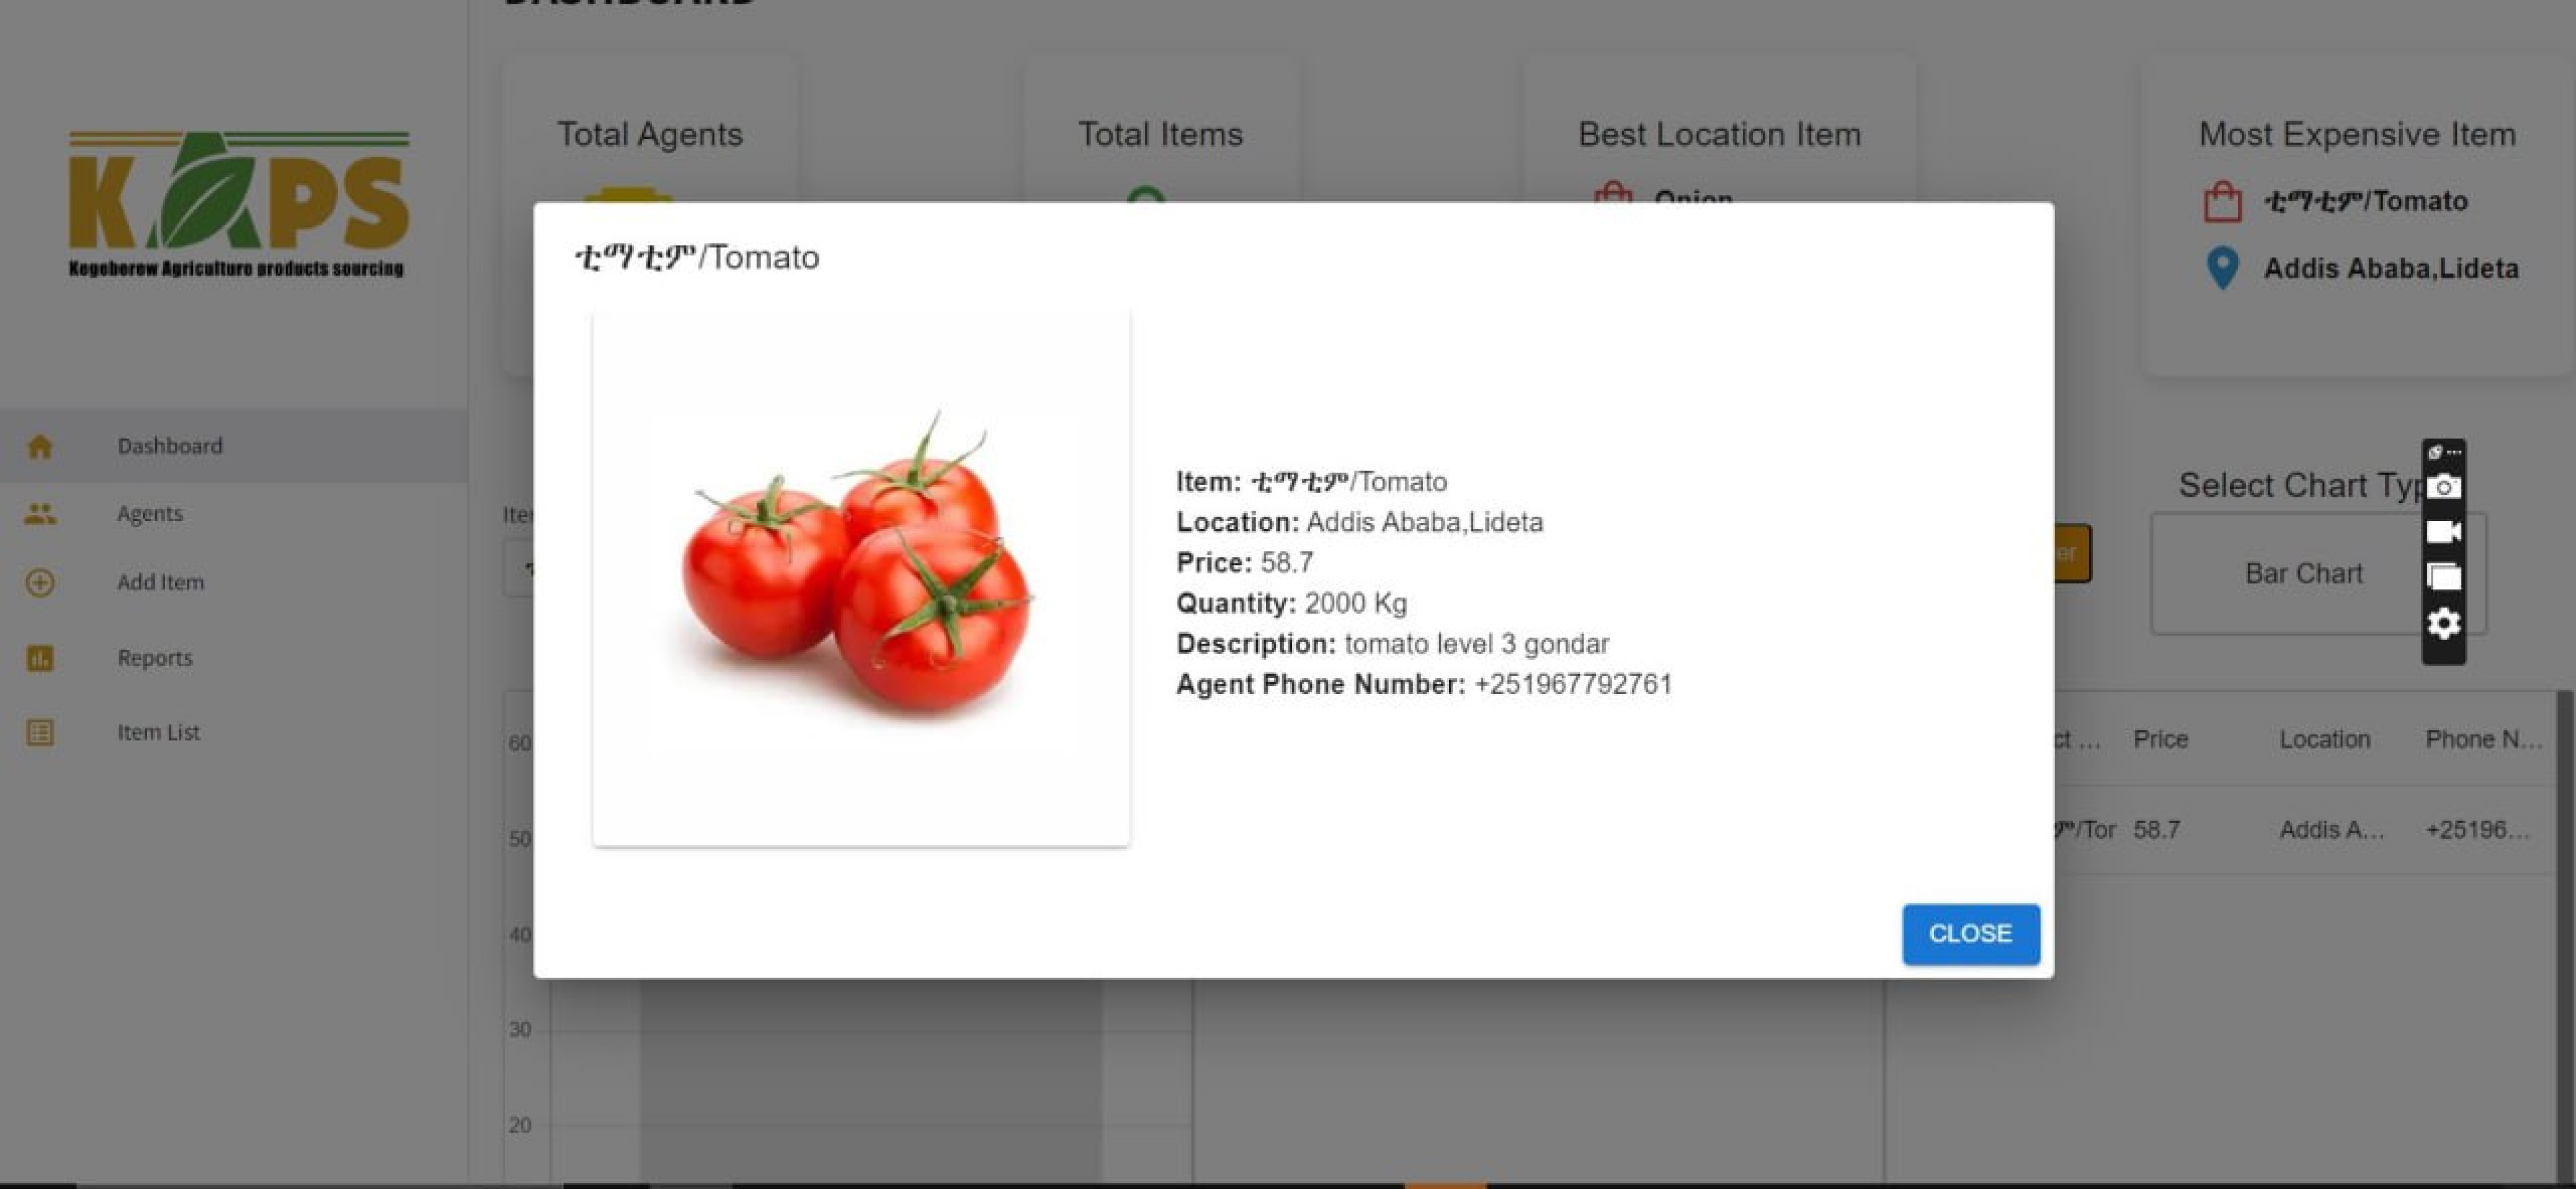 DASHBOARD
KAPS
Kegeberew Agriculture products sourcing
Dashboard
Agents
Add Item
Reports
Item List
Total Agents
Total Items
Best Location Item
Onion
Most Expensive Item
ቲማቲም/Tomato
Addis Ababa,Lideta
ቲማቲም/Tomato
Item: ቲማቲም/Tomato
Location: Addis Ababa,Lideta
Price: 58.7
Quantity: 2000 Kg
Description: tomato level 3 gondar
Agent Phone Number: +251967792761
CLOSE
Select Chart Typ
Bar Chart
ct ... Price Location Phone N...
ም/Tor 58.7 Addis A... +25196...
60
50
40
30
20